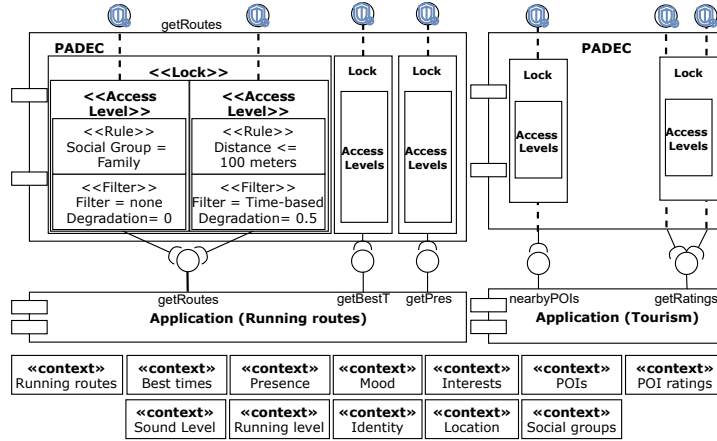 getRoutes
PADEC
<<Lock>>
<<Access
Level>>
<<Rule>>
Social Group =
Family
<<Filter>>
Filter = none
Degradation= 0
<<Access
Level>>
<<Rule>>
Distance <=
100 meters
<<Filter>>
Filter = Time-based
Degradation= 0.5
Lock
Access
Levels
Lock
Access
Levels
PADEC
Lock
Access
Levels
Lock
Access
Levels
getRoutes
getBestT
getPres
Application (Running routes)
nearbyPOIs
getRatings
Application (Tourism)
«context»
Running routes
«context»
Best times
«context»
Presence
«context»
Mood
«context»
Interests
«context»
POIs
«context»
POI ratings
«context»
Sound Level
«context»
Running level
«context»
Identity
«context»
Location
«context»
Social groups